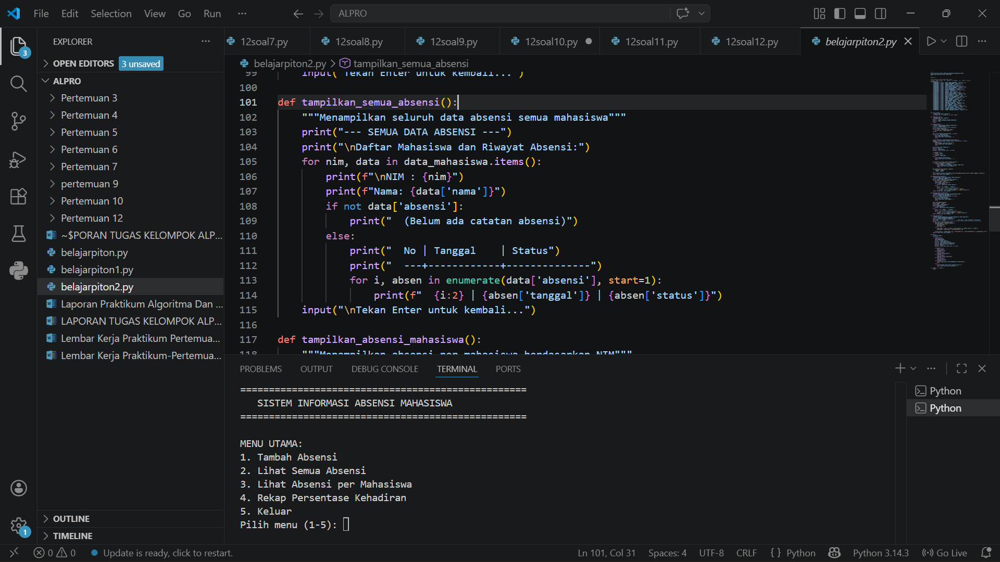 File Edit Selection View Go Run ···
ALPRO
EXPLORER ···
12soal7.py 12soal8.py 12soal9.py 12soal10.py 12soal11.py 12soal12.py belajarpiton2.py
OPEN EDITORS 3 unsaved
belajarpiton2.py > tampilkan_semua_absensi
3
ALPRO
Pertemuan 3
Pertemuan 4
Pertemuan 5
Pertemuan 6
Pertemuan 7
pertemuan 9
Pertemuan 10
Pertemuan 12
~$PORAN TUGAS KELOMPOK ALP...
belajarpiton.py
belajarpiton1.py
belajarpiton2.py
Laporan Praktikum Algoritma Dan ...
LAPORAN TUGAS KELOMPOK ALP...
Lembar Kerja Praktikum Pertemua...
Lembar Kerja Praktikum-Pertemua...
OUTLINE
TIMELINE
1
99         input("Tekan Enter untuk kembali...")
100
101 def tampilkan_semua_absensi():
102     """Menampilkan seluruh data absensi semua mahasiswa"""
103     print("--- SEMUA DATA ABSENSI ---")
104     print("\nDaftar Mahasiswa dan Riwayat Absensi:")
105     for nim, data in data_mahasiswa.items():
106         print(f"\nNIM : {nim}")
107         print(f"Nama: {data['nama']}")
108         if not data['absensi']:
109             print("  (Belum ada catatan absensi)")
110         else:
111             print("  No | Tanggal    | Status")
112             print("  ---+------------+--------------")
113             for i, absen in enumerate(data['absensi'], start=1):
114                 print(f"  {i:2} | {absen['tanggal']} | {absen['status']}")
115     input("\nTekan Enter untuk kembali...")
116
117 def tampilkan_absensi_mahasiswa():
118     """Menampilkan absensi per mahasiswa berdasarkan NIM"""
PROBLEMS OUTPUT DEBUG CONSOLE TERMINAL PORTS
==================================================
   SISTEM INFORMASI ABSENSI MAHASISWA
==================================================
MENU UTAMA:
1. Tambah Absensi
2. Lihat Semua Absensi
3. Lihat Absensi per Mahasiswa
4. Rekap Persentase Kehadiran
5. Keluar
Pilih menu (1-5):
Python
Python
0 0 Update is ready, click to restart. Ln 101, Col 31 Spaces: 4 UTF-8 CRLF { } Python Python 3.14.3 Go Live